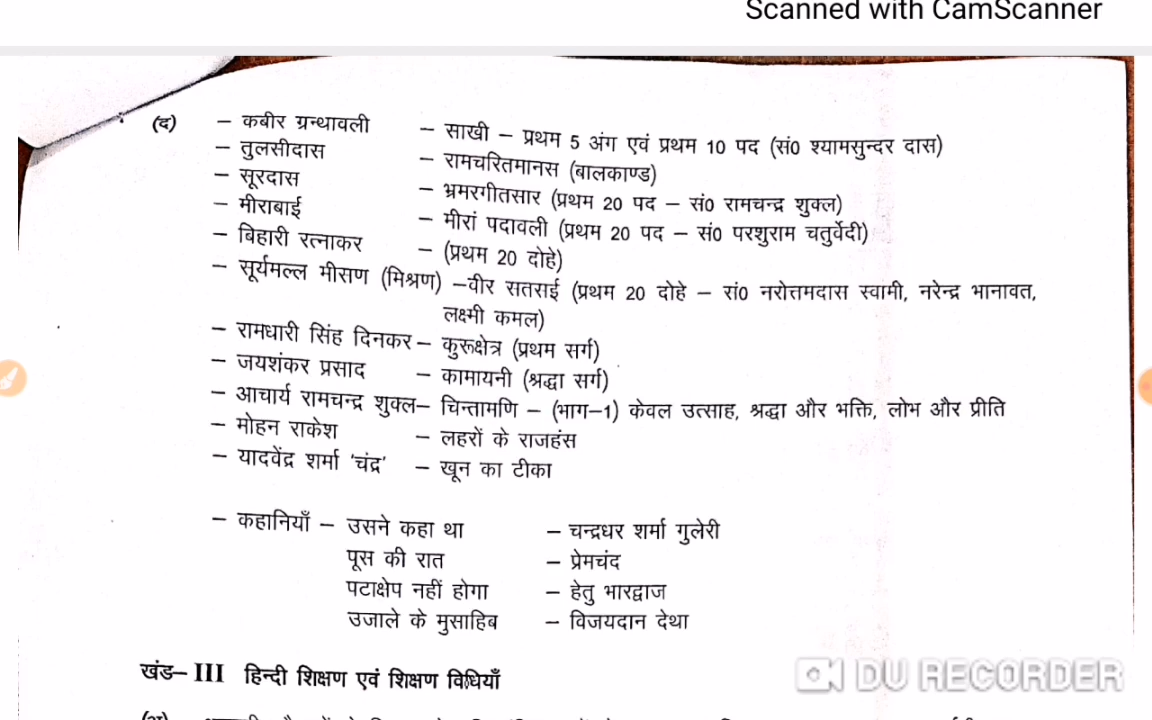 Scanned with CamScanner
(द) – कबीर ग्रन्थावली – साखी – प्रथम 5 अंग एवं प्रथम 10 पद (सं0 श्यामसुन्दर दास)
– तुलसीदास – रामचरितमानस (बालकाण्ड)
– सूरदास – भ्रमरगीतसार (प्रथम 20 पद – सं0 रामचन्द्र शुक्ल)
– मीराबाई – मीरां पदावली (प्रथम 20 पद – सं0 परशुराम चतुर्वेदी)
– बिहारी रत्नाकर – (प्रथम 20 दोहे)
– सूर्यमल्ल मीसण (मिश्रण) –वीर सतसई (प्रथम 20 दोहे – रां0 नरोत्तमदास स्वामी, नरेन्द्र भानावत,
लक्ष्मी कमल)
– रामधारी सिंह दिनकर – कुरूक्षेत्र (प्रथम सर्ग)
– जयशंकर प्रसाद – कामायनी (श्रद्धा सर्ग)
– आचार्य रामचन्द्र शुक्ल– चिन्तामणि – (भाग–1) केवल उत्साह, श्रद्धा और भक्ति, लोभ और प्रीति
– मोहन राकेश – लहरों के राजहंस
– यादवेंद्र शर्मा 'चंद्र' – खून का टीका
– कहानियाँ – उसने कहा था – चन्द्रधर शर्मा गुलेरी
पूस की रात – प्रेमचंद
पटाक्षेप नहीं होगा – हेतु भारद्वाज
उजाले के मुसाहिब – विजयदान देथा
खंड– III हिन्दी शिक्षण एवं शिक्षण विधियाँ
DU RECORDER